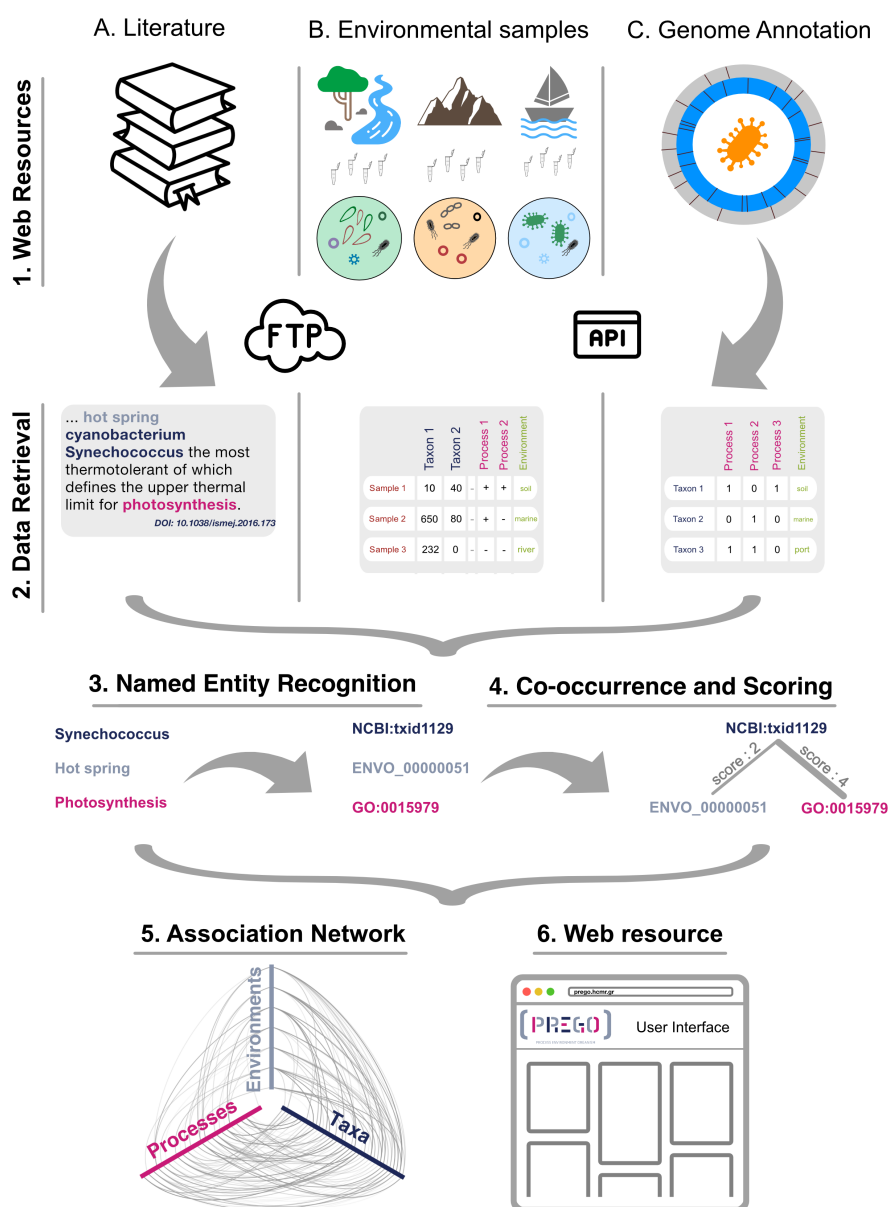 A. Literature
B. Environmental samples
C. Genome Annotation
1. Web Resources
FTP
API
2. Data Retrieval
... hot spring
cyanobacterium
Synechococcus the most
thermotolerant of which
defines the upper thermal
limit for photosynthesis.
DOI: 10.1038/ismej.2016.173
Taxon 1 Taxon 2 Process 1 Process 2 Environment
Sample 1 10 40 - + + soil
Sample 2 650 80 - + - marine
Sample 3 232 0 - - - river
Process 1 Process 2 Process 3 Environment
Taxon 1 1 0 1 soil
Taxon 2 0 1 0 marine
Taxon 3 1 1 0 port
3. Named Entity Recognition
4. Co-occurrence and Scoring
Synechococcus
Hot spring
Photosynthesis
NCBI:txid1129
ENVO_00000051
GO:0015979
NCBI:txid1129
score : 2
score : 4
ENVO_00000051
GO:0015979
5. Association Network
6. Web resource
Environments
Processes
Taxa
prego.hcmr.gr
[PREGO]
User Interface